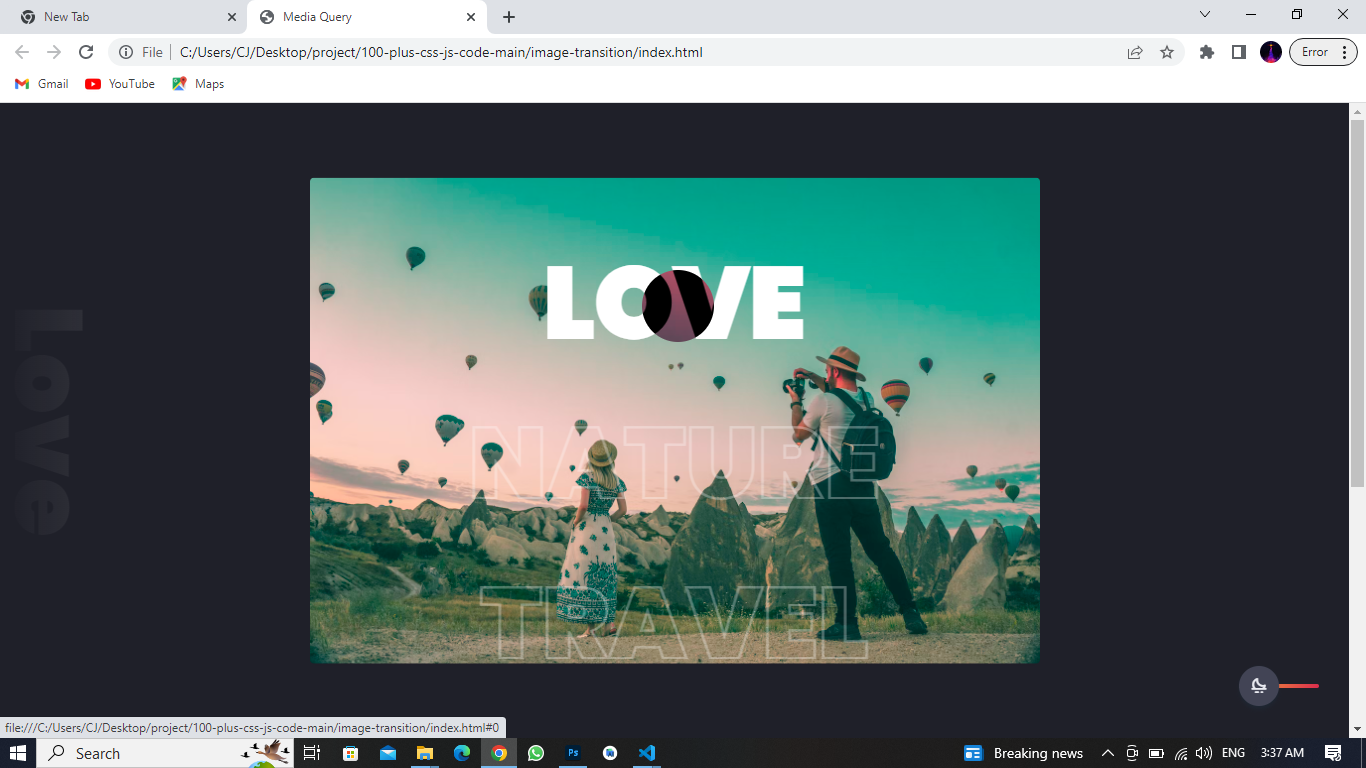 New Tab
Media Query
File
C:/Users/CJ/Desktop/project/100-plus-css-js-code-main/image-transition/index.html
Error
Gmail
YouTube
Maps
LOVE
Love
NATURE
TRAVEL
file:///C:/Users/CJ/Desktop/project/100-plus-css-js-code-main/image-transition/index.html#0
Search
Ps
Breaking news
ENG
3:37 AM